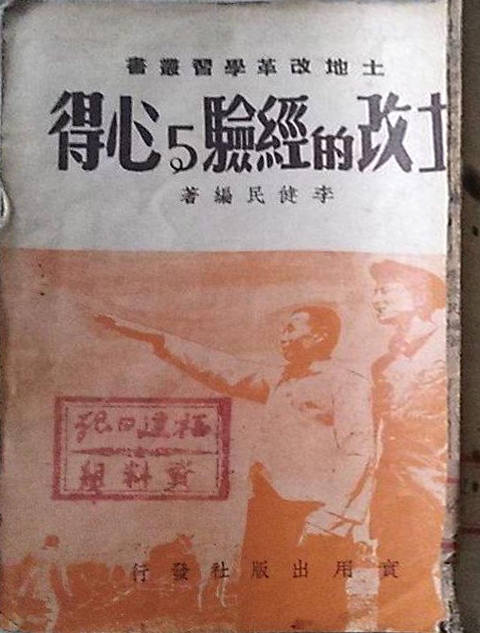 土地改革學習叢書
土改的經驗与心得
李健民編著
福建日报
資料組
實用出版社發行